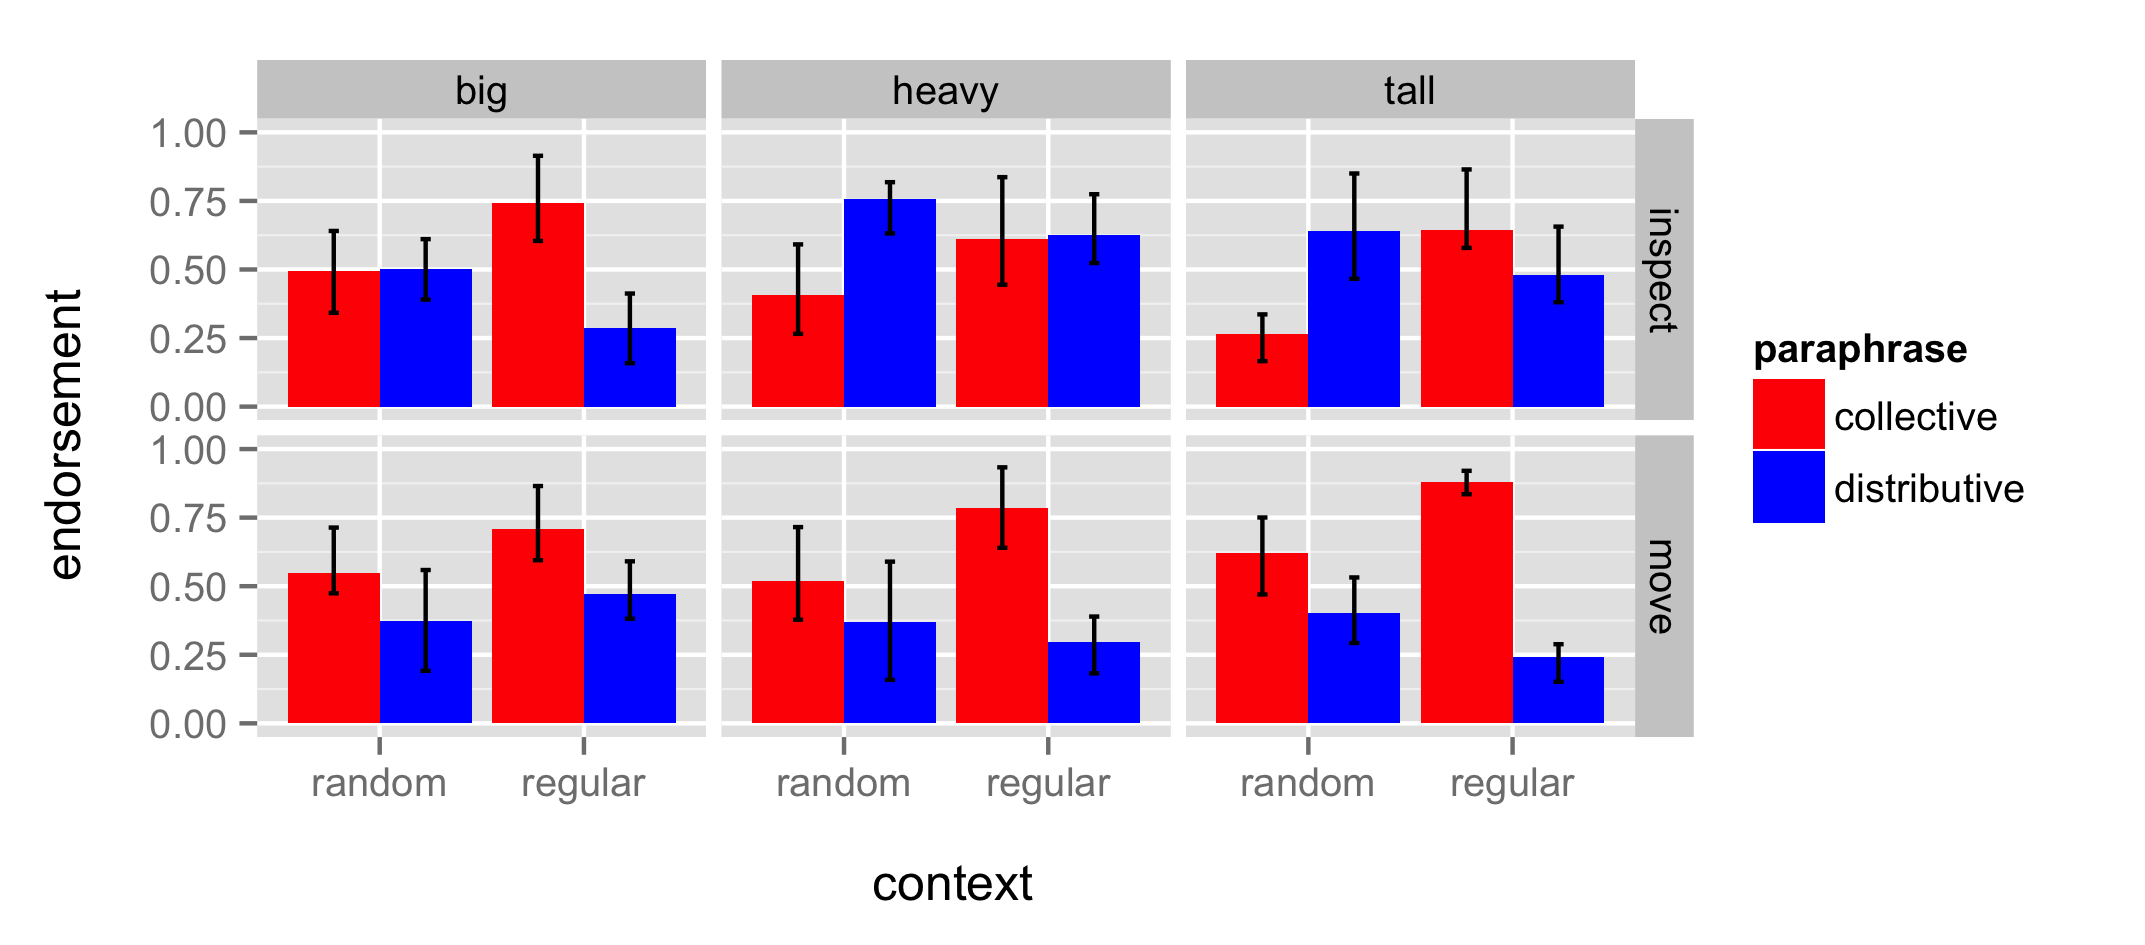 big heavy tall
1.00
0.75
0.50
0.25
0.00
inspect
1.00
0.75
0.50
0.25
0.00
move
random regular random regular random regular
context
endorsement
paraphrase
collective
distributive